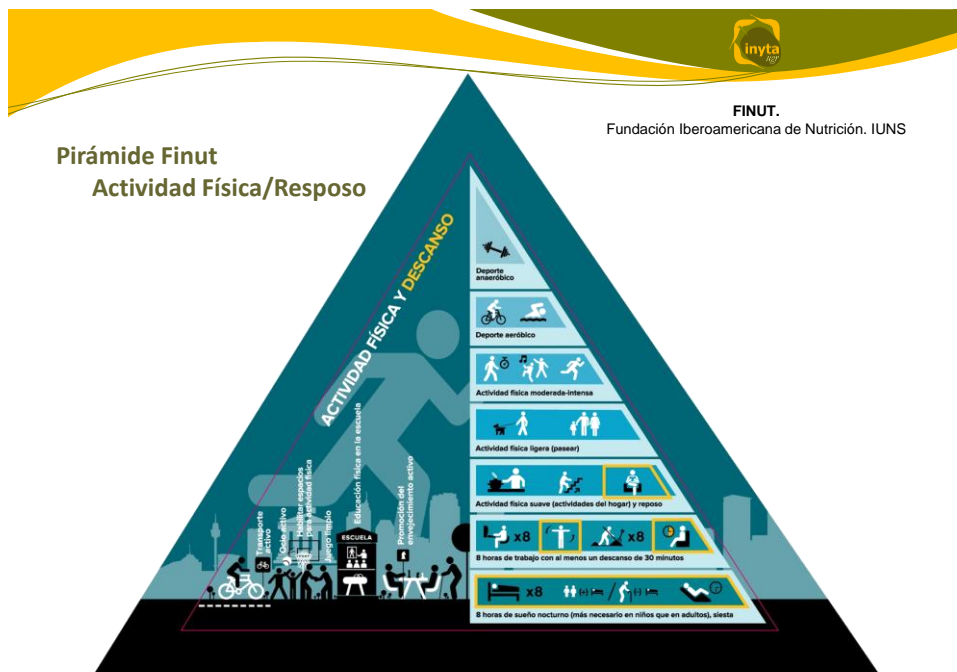 inyta
ugr
FINUT.
Fundación Iberoamericana de Nutrición. IUNS
Pirámide Finut
Actividad Física/Resposo
ACTIVIDAD FÍSICA Y DESCANSO
Deporte
anaeróbico
Deporte aeróbico
Actividad física moderada-intensa
Actividad física ligera (pasear)
Actividad física suave (actividades del hogar) y reposo
x8
x8
8 horas de trabajo con al menos un descanso de 30 minutos
x8
8 horas de sueño nocturno (más necesario en niños que en adultos), siesta
Transporte
activo
Ocio activo
Habilitar espacios
para actividad física
Juego limpio
Educación física en la escuela
ESCUELA
Promoción del
envejecimiento activo